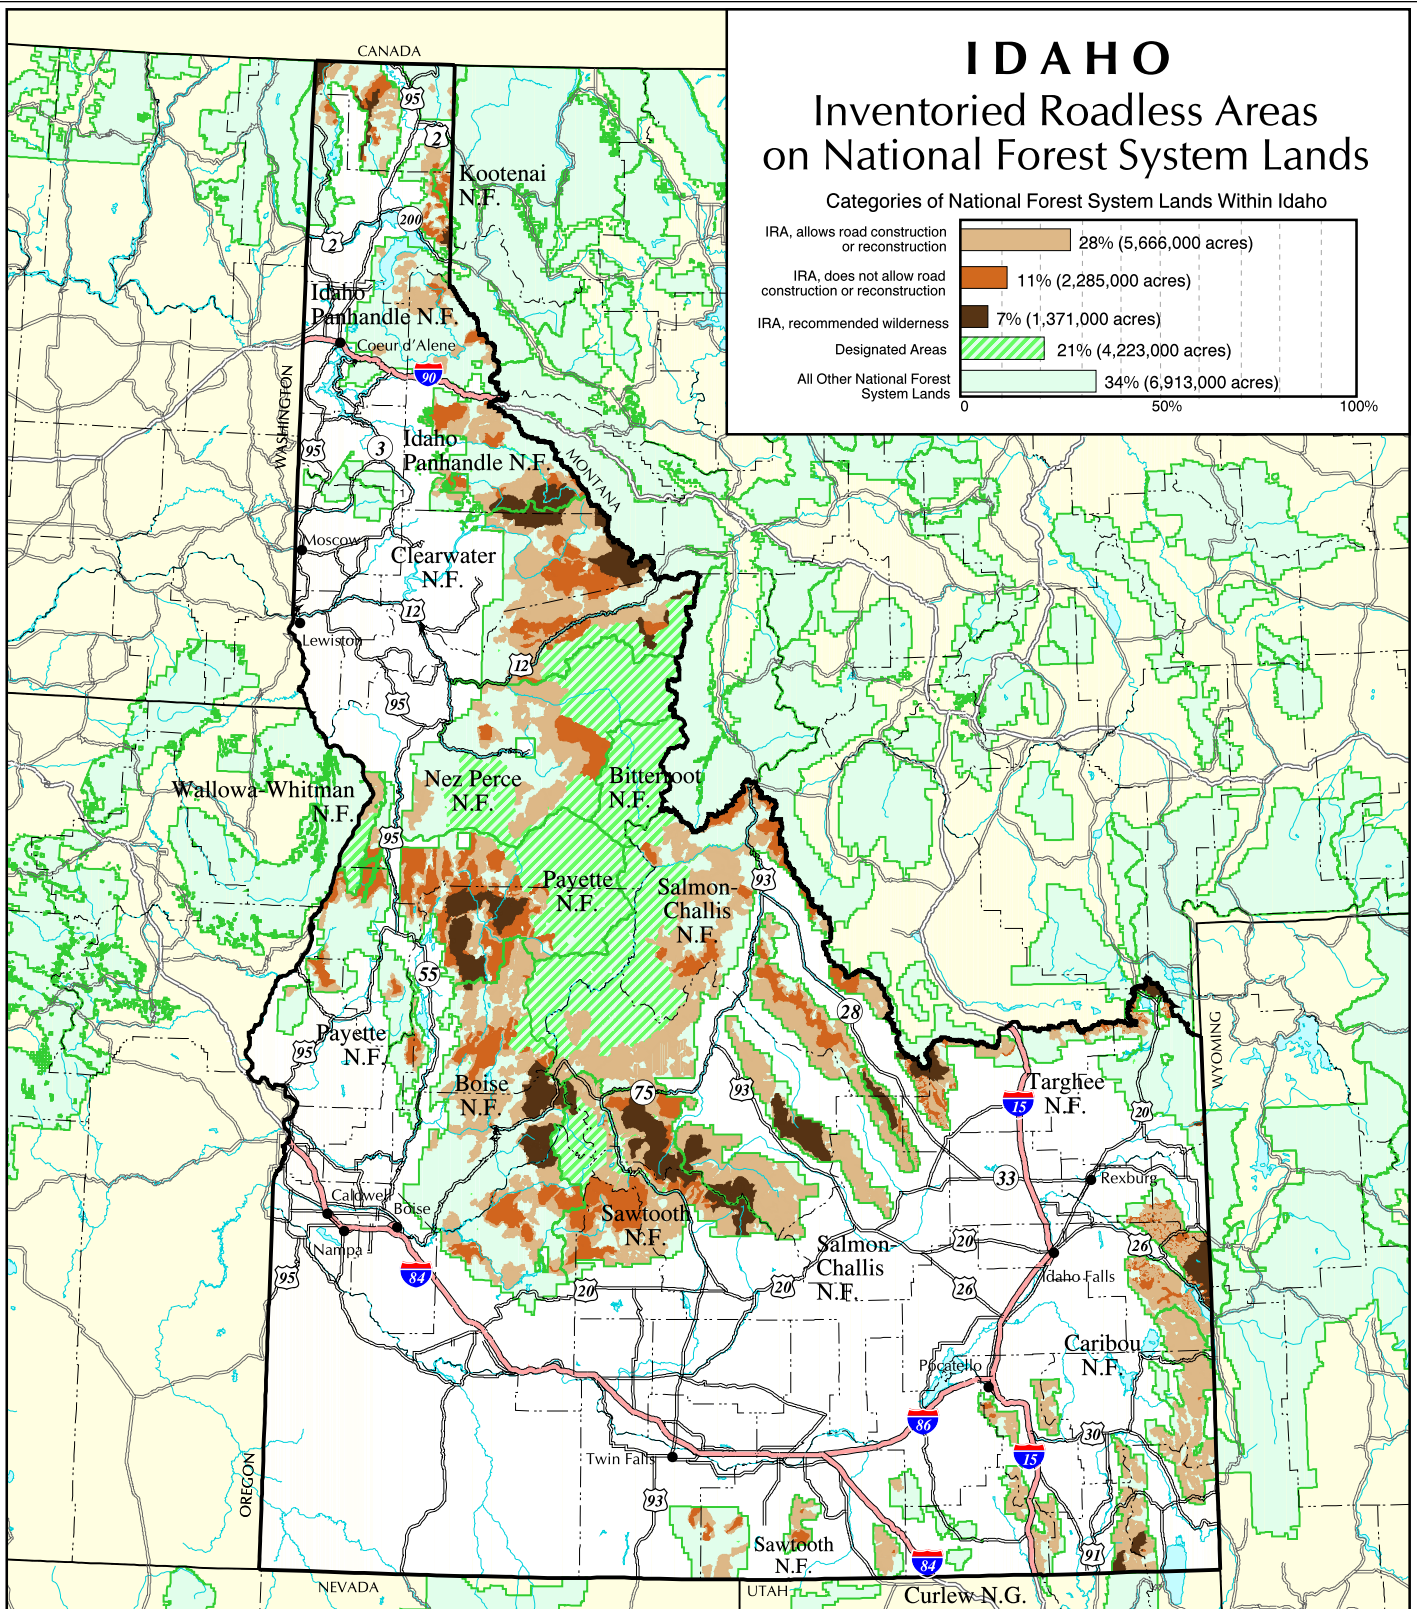 IDAHO
Inventoried Roadless Areas
on National Forest System Lands
Categories of National Forest System Lands Within Idaho
IRA, allows road construction
or reconstruction
28% (5,666,000 acres)
IRA, does not allow road
construction or reconstruction
11% (2,285,000 acres)
IRA, recommended wilderness
7% (1,371,000 acres)
Designated Areas
21% (4,223,000 acres)
All Other National Forest
System Lands
34% (6,913,000 acres)
0
50%
100%
CANADA
95
2
Kootenai
N.F.
200
2
Idaho
Panhandle N.F.
Coeur d'Alene
90
WASHINGTON
95
3
Idaho
Panhandle N.F.
MONTANA
Moscow
Clearwater
N.F.
12
Lewiston
12
95
Wallowa-Whitman
N.F.
Nez Perce
N.F.
Bitterroot
N.F.
95
Payette
N.F.
Salmon-
Challis
N.F.
93
55
28
Payette
N.F.
95
Boise
N.F.
75
93
15
Targhee
N.F.
20
WYOMING
33
Rexburg
Caldwell
Boise
Nampa
84
95
Sawtooth
N.F.
20
20
Salmon-
Challis
N.F.
20
26
26
Idaho Falls
Caribou
N.F.
Pocatello
86
15
30
Twin Falls
93
OREGON
Sawtooth
N.F.
84
91
NEVADA
UTAH
Curlew N.G.